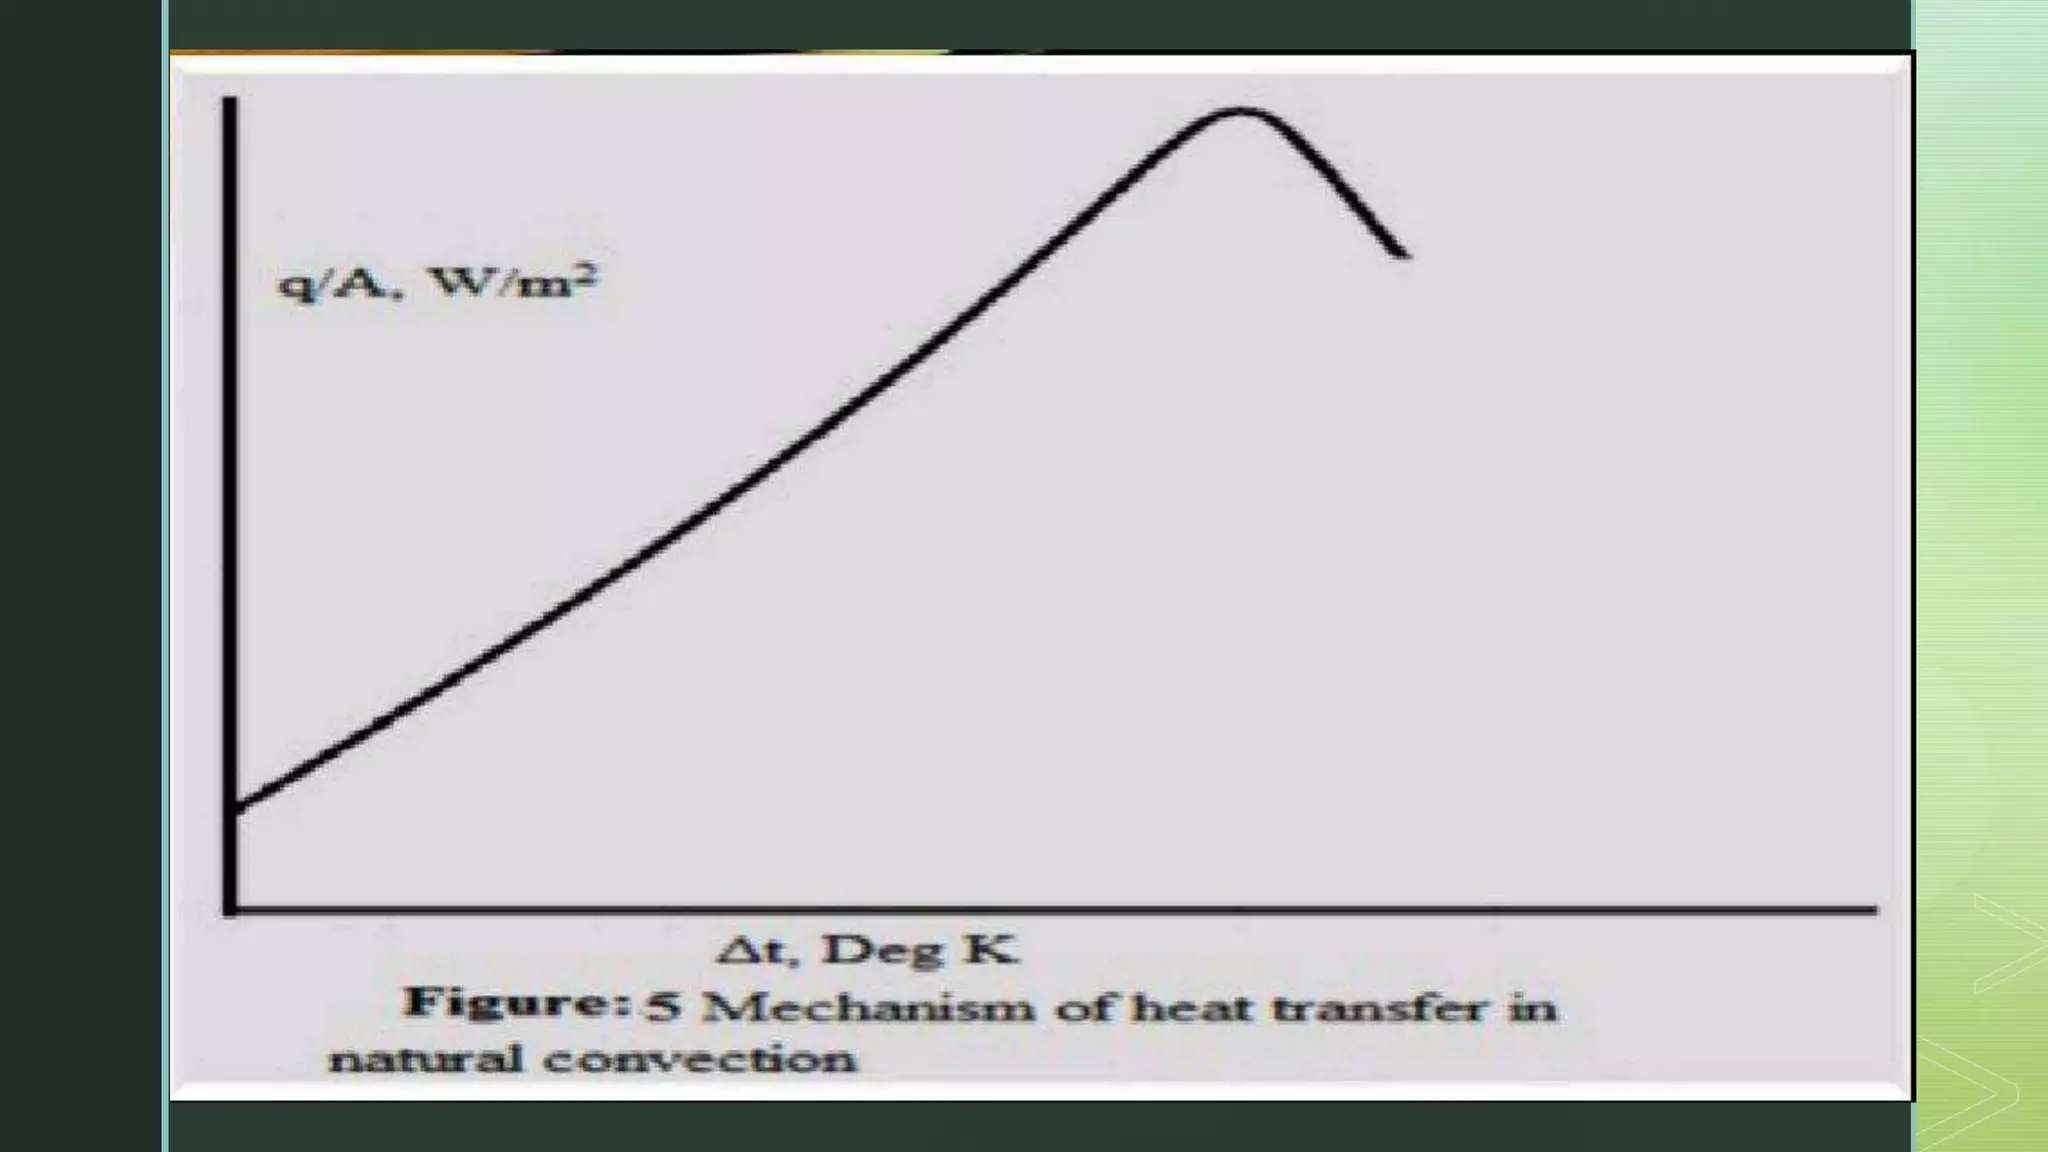 q/A, W/m²
Δt, Deg K
Figure: 5 Mechanism of heat transfer in
natural convection